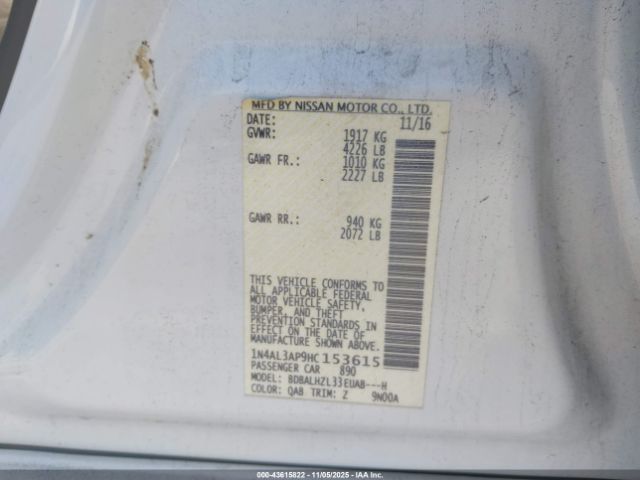 MFD BY NISSAN MOTOR CO., LTD.
DATE: 11/16
GVWR: 1917 KG
4226 LB
GAWR FR.: 1010 KG
2227 LB
GAWR RR.: 940 KG
2072 LB
THIS VEHICLE CONFORMS TO
ALL APPLICABLE FEDERAL
MOTOR VEHICLE SAFETY,
BUMPER, AND THEFT
PREVENTION STANDARDS IN
EFFECT ON THE DATE OF
MANUFACTURE SHOWN ABOVE.
1N4AL3AP9HC153615
PASSENGER CAR 890
MODEL: BDBALHZL33EUAB---H
COLOR: QAB TRIM: Z 9N00A
00-43615822 - 11/05/2025 - IAA Inc.